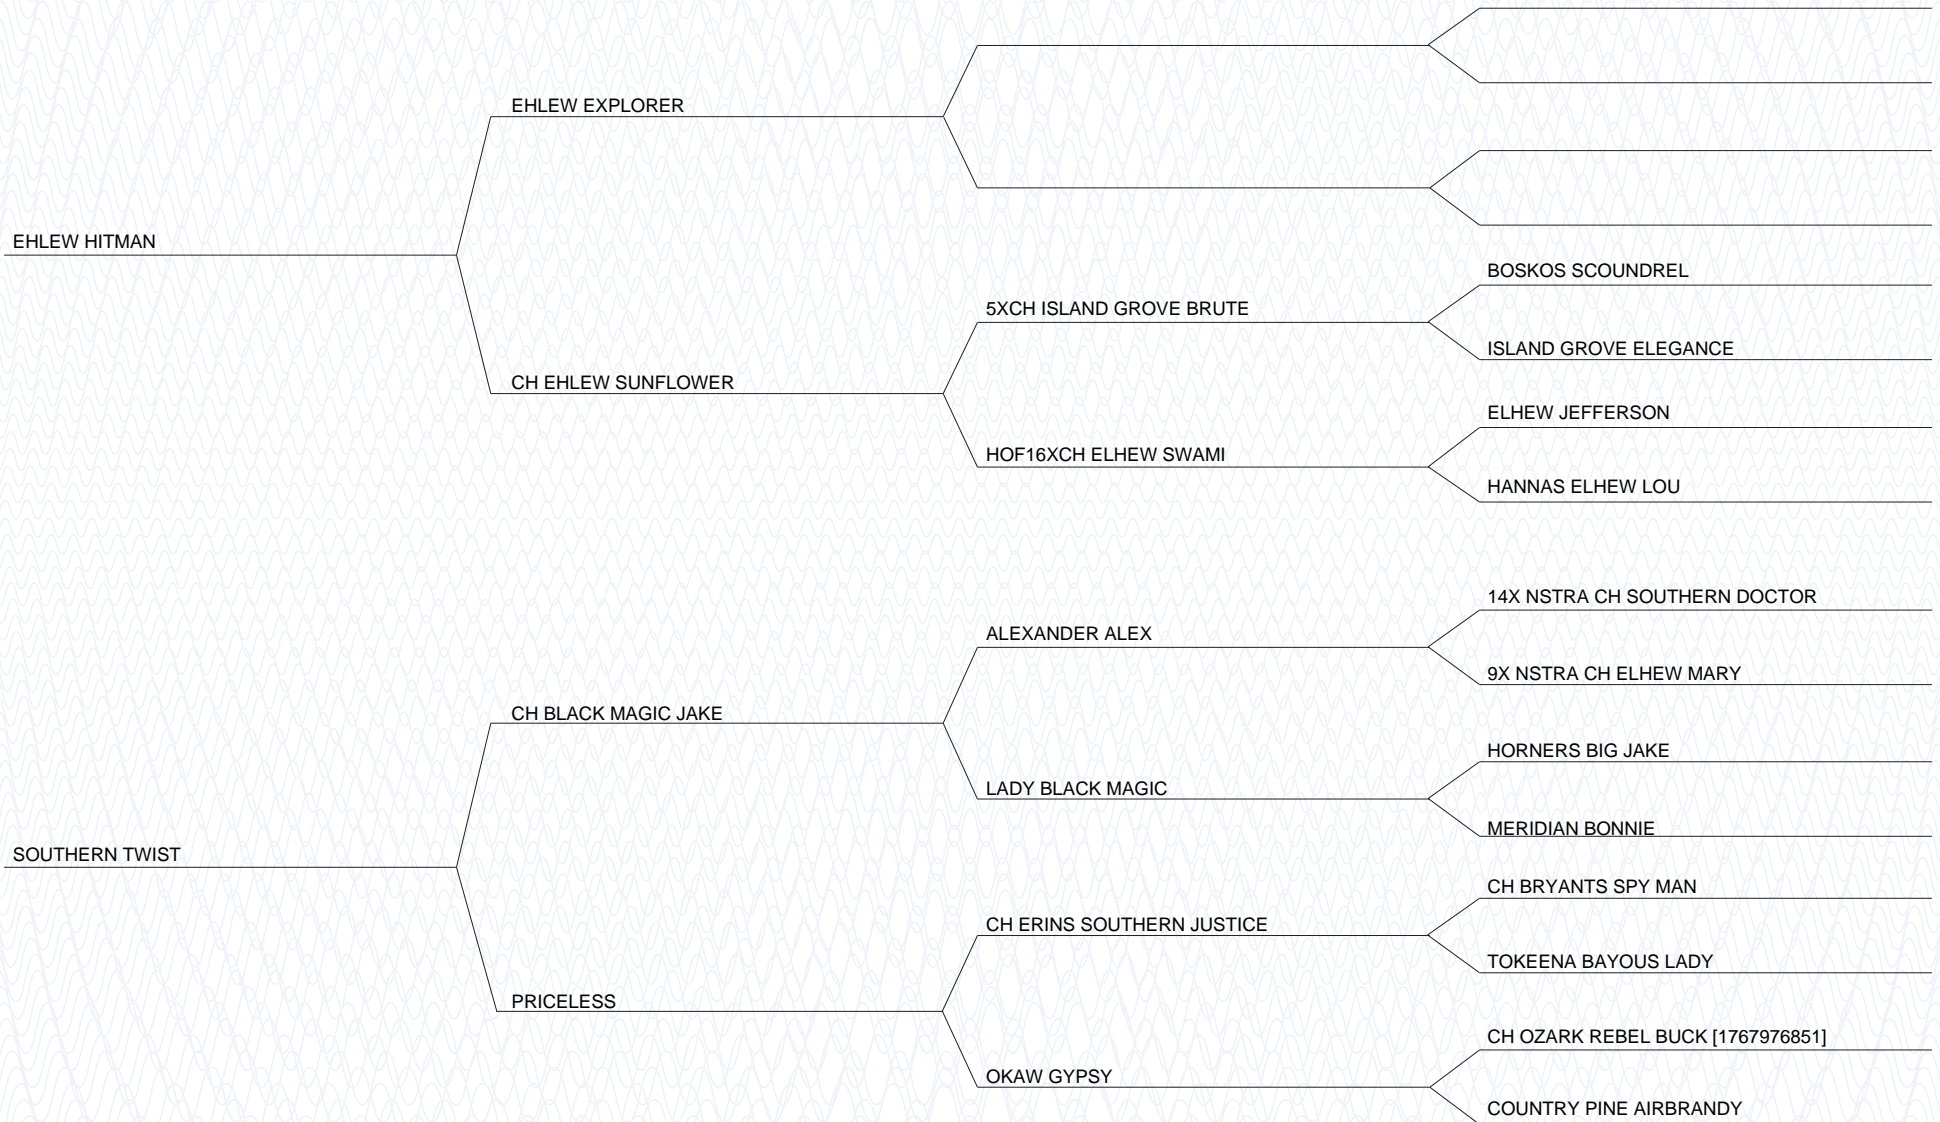 EHLEW EXPLORER
EHLEW HITMAN
BOSKOS SCOUNDREL
5XCH ISLAND GROVE BRUTE
ISLAND GROVE ELEGANCE
CH EHLEW SUNFLOWER
ELHEW JEFFERSON
HOF16XCH ELHEW SWAMI
HANNAS ELHEW LOU
14X NSTRA CH SOUTHERN DOCTOR
ALEXANDER ALEX
9X NSTRA CH ELHEW MARY
CH BLACK MAGIC JAKE
HORNERS BIG JAKE
LADY BLACK MAGIC
MERIDIAN BONNIE
SOUTHERN TWIST
CH BRYANTS SPY MAN
CH ERINS SOUTHERN JUSTICE
TOKEENA BAYOUS LADY
PRICELESS
CH OZARK REBEL BUCK [1767976851]
OKAW GYPSY
COUNTRY PINE AIRBRANDY